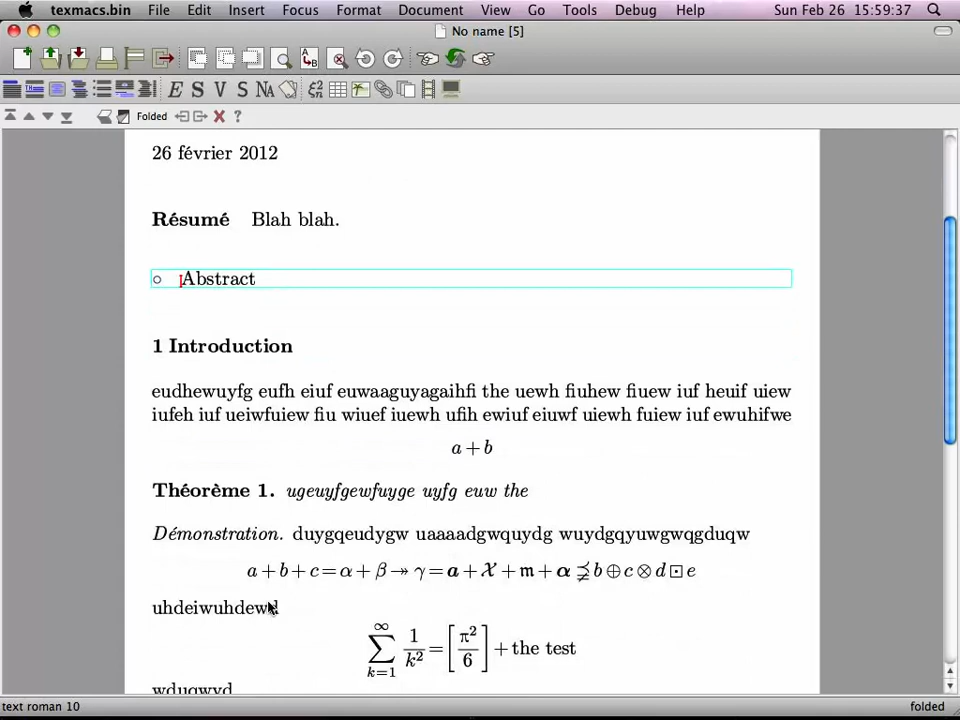 texmacs.bin File Edit Insert Focus Format Document View Go Tools Debug Help Sun Feb 26 15:59:37
No name [5]
E S V S NA
Folded ?
26 février 2012
Résumé Blah blah.
Abstract
1 Introduction
eudhewuyfg eufh eiuf euwaaguyagaihfi the uewh fiuhew fiuew iuf heuif uiew
iufeh iuf ueiwfuiew fiu wiuef iuewh ufih ewiuf eiuwf uiewh fuiew iuf ewuhifwe
a + b
Théorème 1. ugeuyfgewfuyge uyfg euw the
Démonstration. duygqeudygw uaaaadgwquydg wuydgqyuwgwqgduqw
a + b + c = α + β ↠ γ = a + X + m + α ⋨ b ⊕ c ⊗ d ⊡ e
uhdeiwuhdewd
∑ k=1 ∞ 1/k² = [π²/6] + the test
wduqwyd
text roman 10 folded